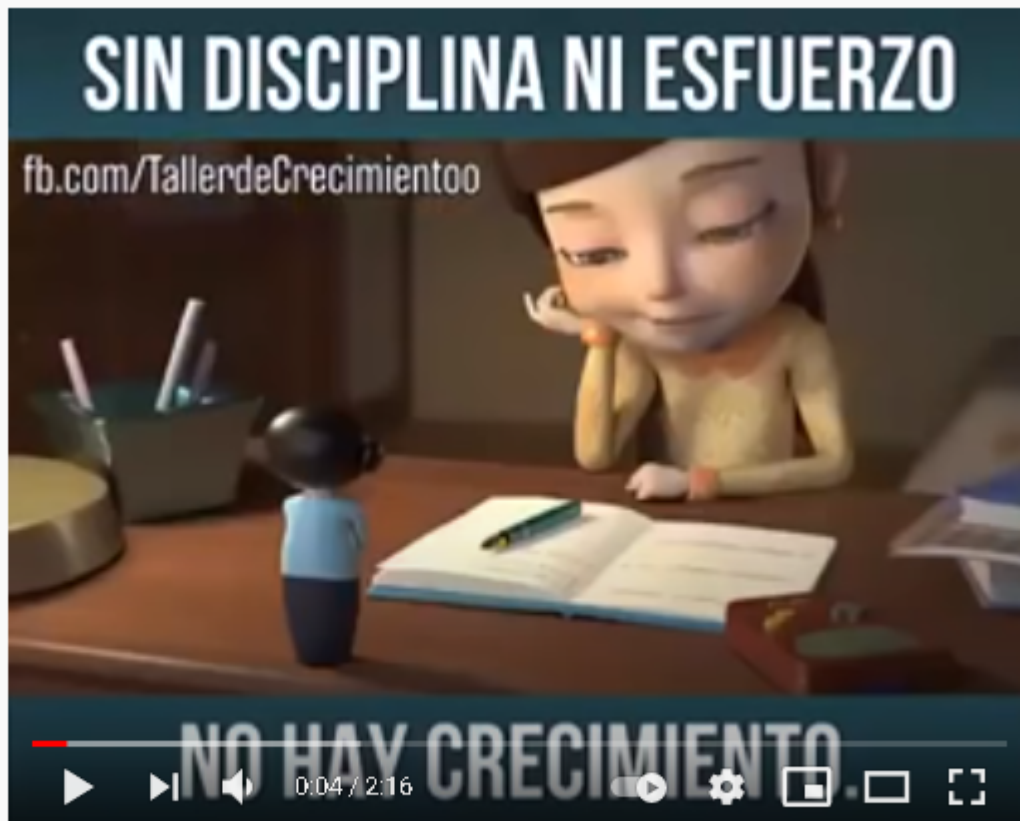 SIN DISCIPLINA NI ESFUERZO
fb.com/TallerdeCrecimientoo
NO HAY CRECIMIENTO.
0:04 / 2:16